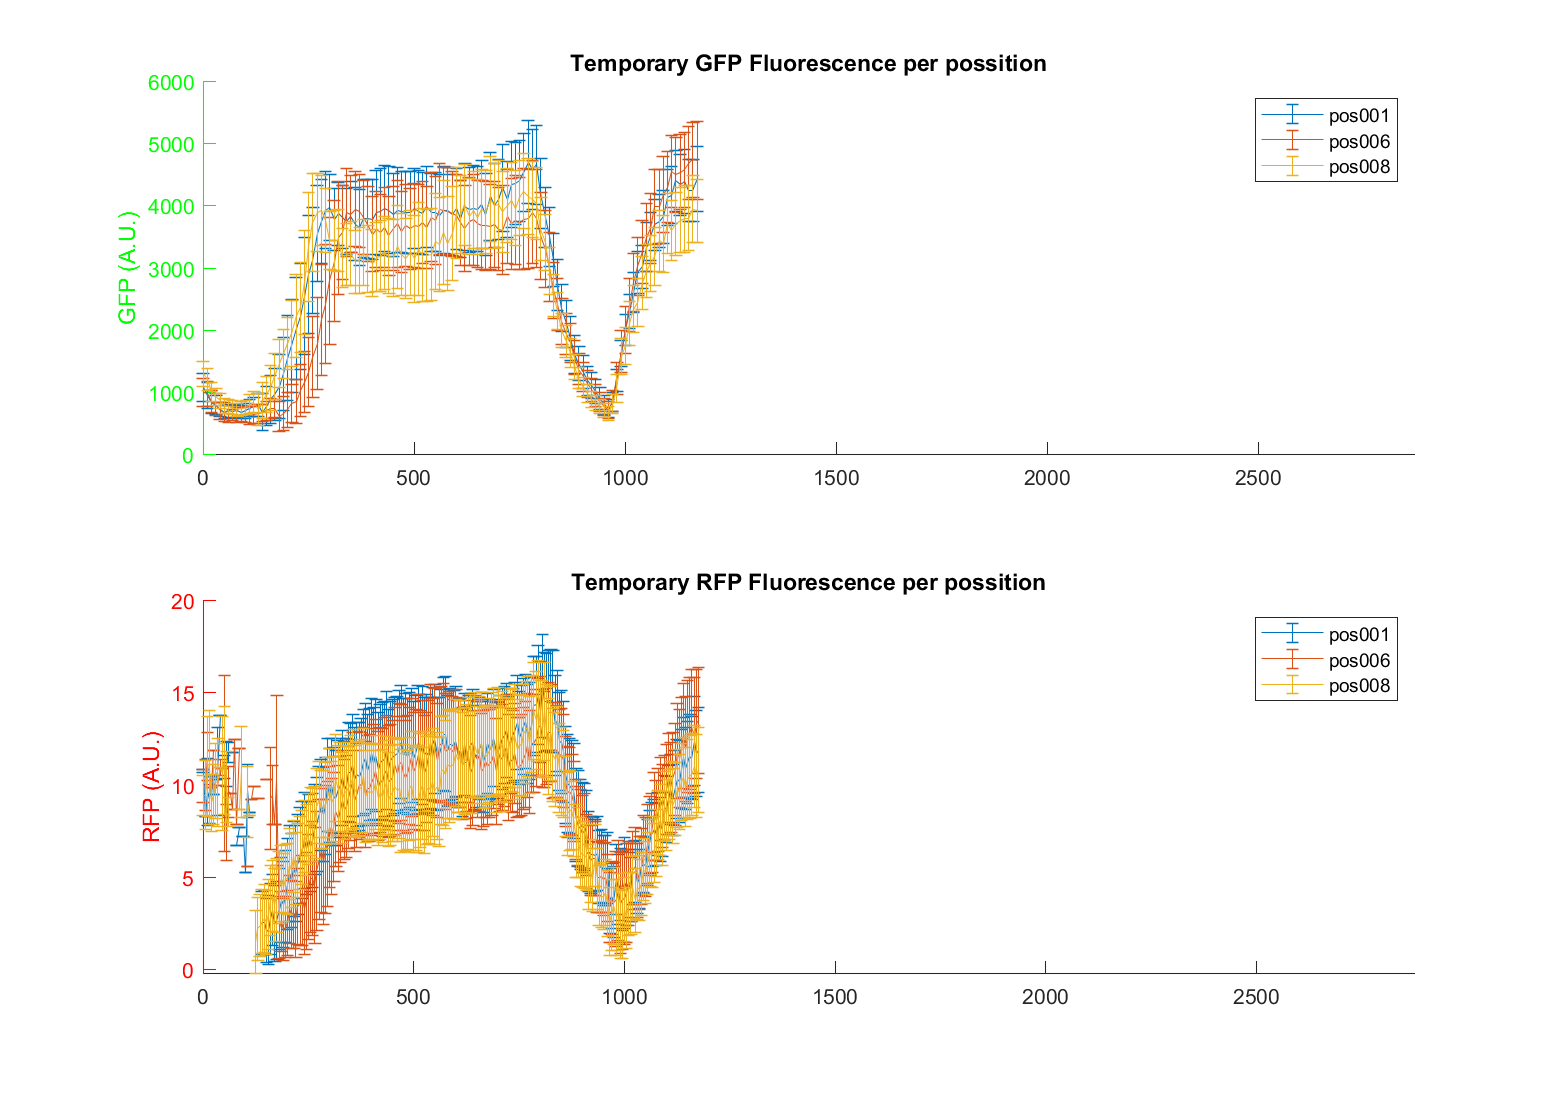 Temporary GFP Fluorescence per possition
6000
5000
4000
3000
2000
1000
0
GFP (A.U.)
pos001
pos006
pos008
0 500 1000 1500 2000 2500
Temporary RFP Fluorescence per possition
20
15
10
5
0
RFP (A.U.)
pos001
pos006
pos008
0 500 1000 1500 2000 2500